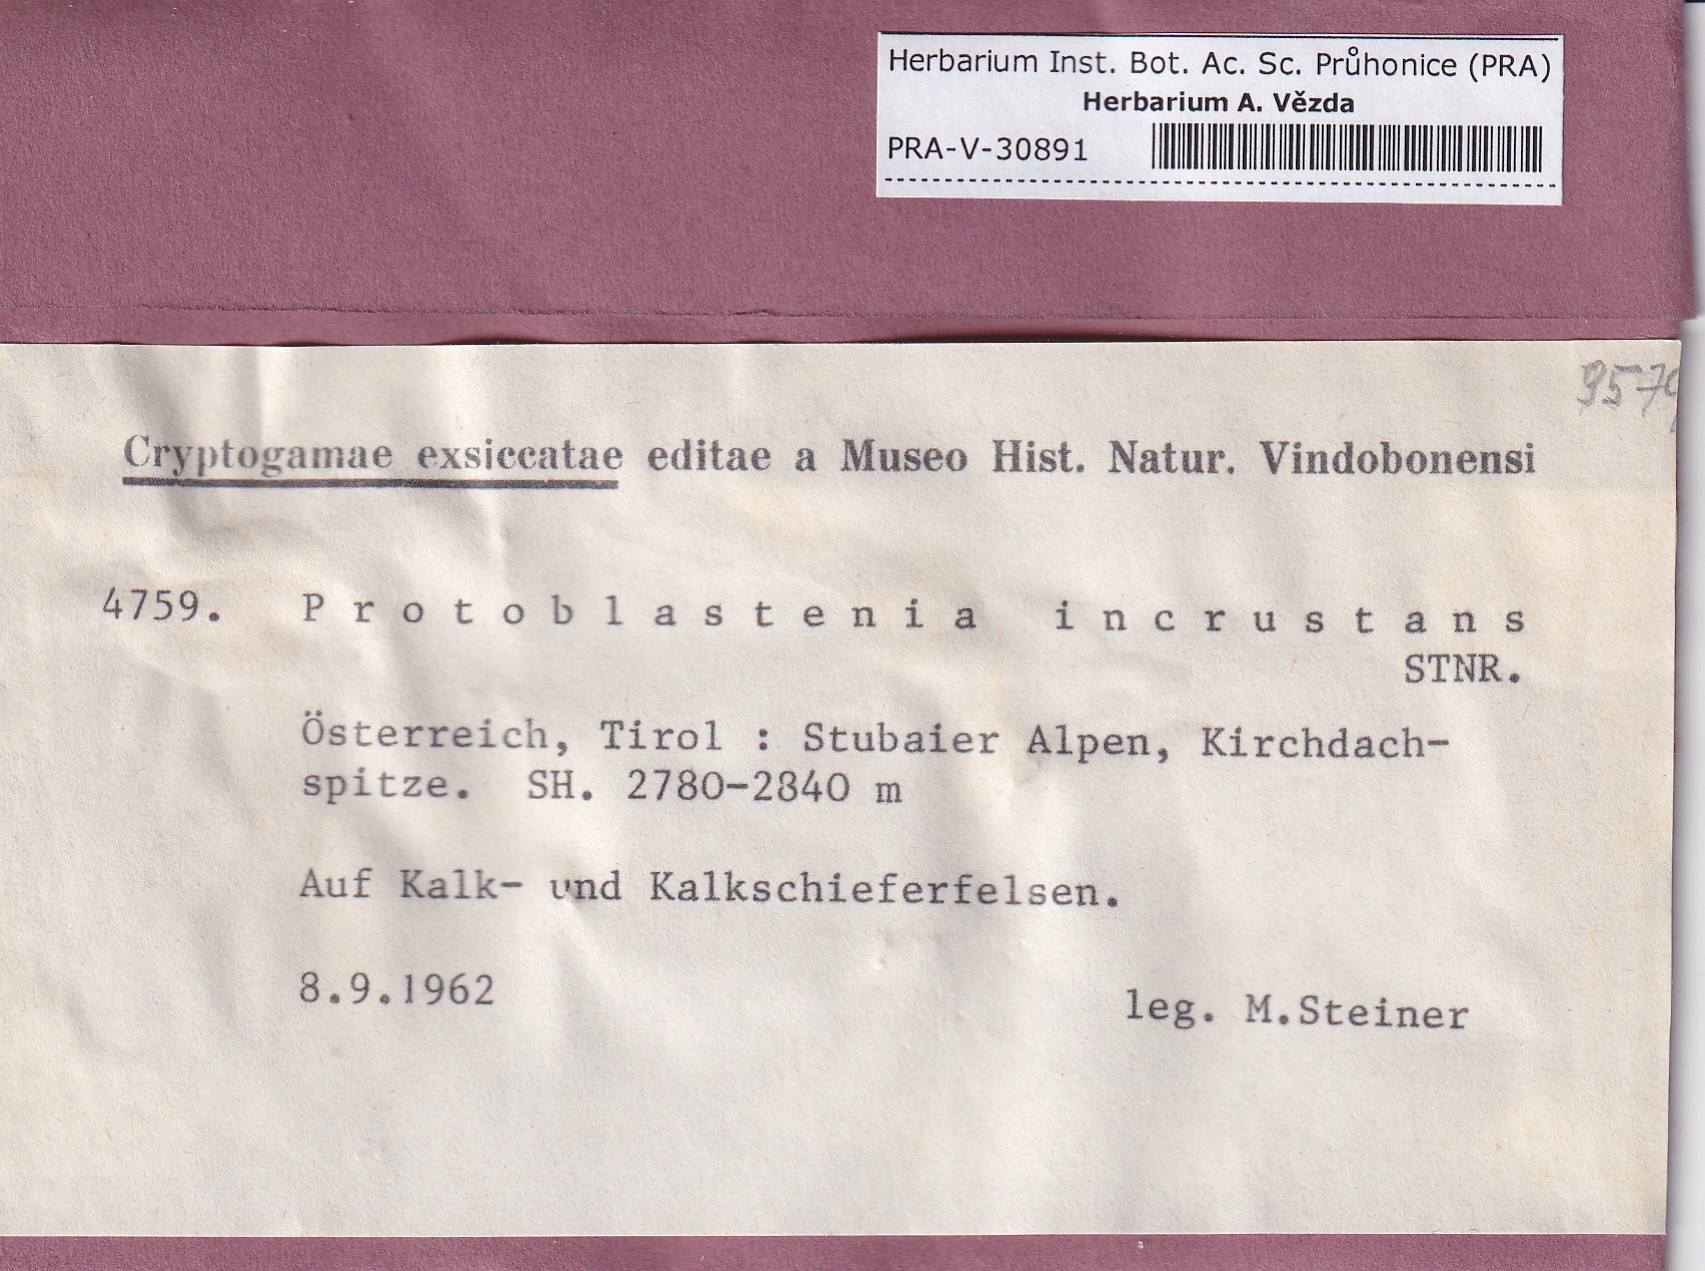 Herbarium Inst. Bot. Ac. Sc. Průhonice (PRA)
Herbarium A. Vězda
PRA-V-30891
Cryptogamae exsiccatae editae a Museo Hist. Natur. Vindobonensi
4759. Protoblastenia incrustans
STNR.
Österreich, Tirol : Stubaier Alpen, Kirchdach-
spitze. SH. 2780-2840 m
Auf Kalk- und Kalkschieferfelsen.
8.9.1962
leg. M.Steiner